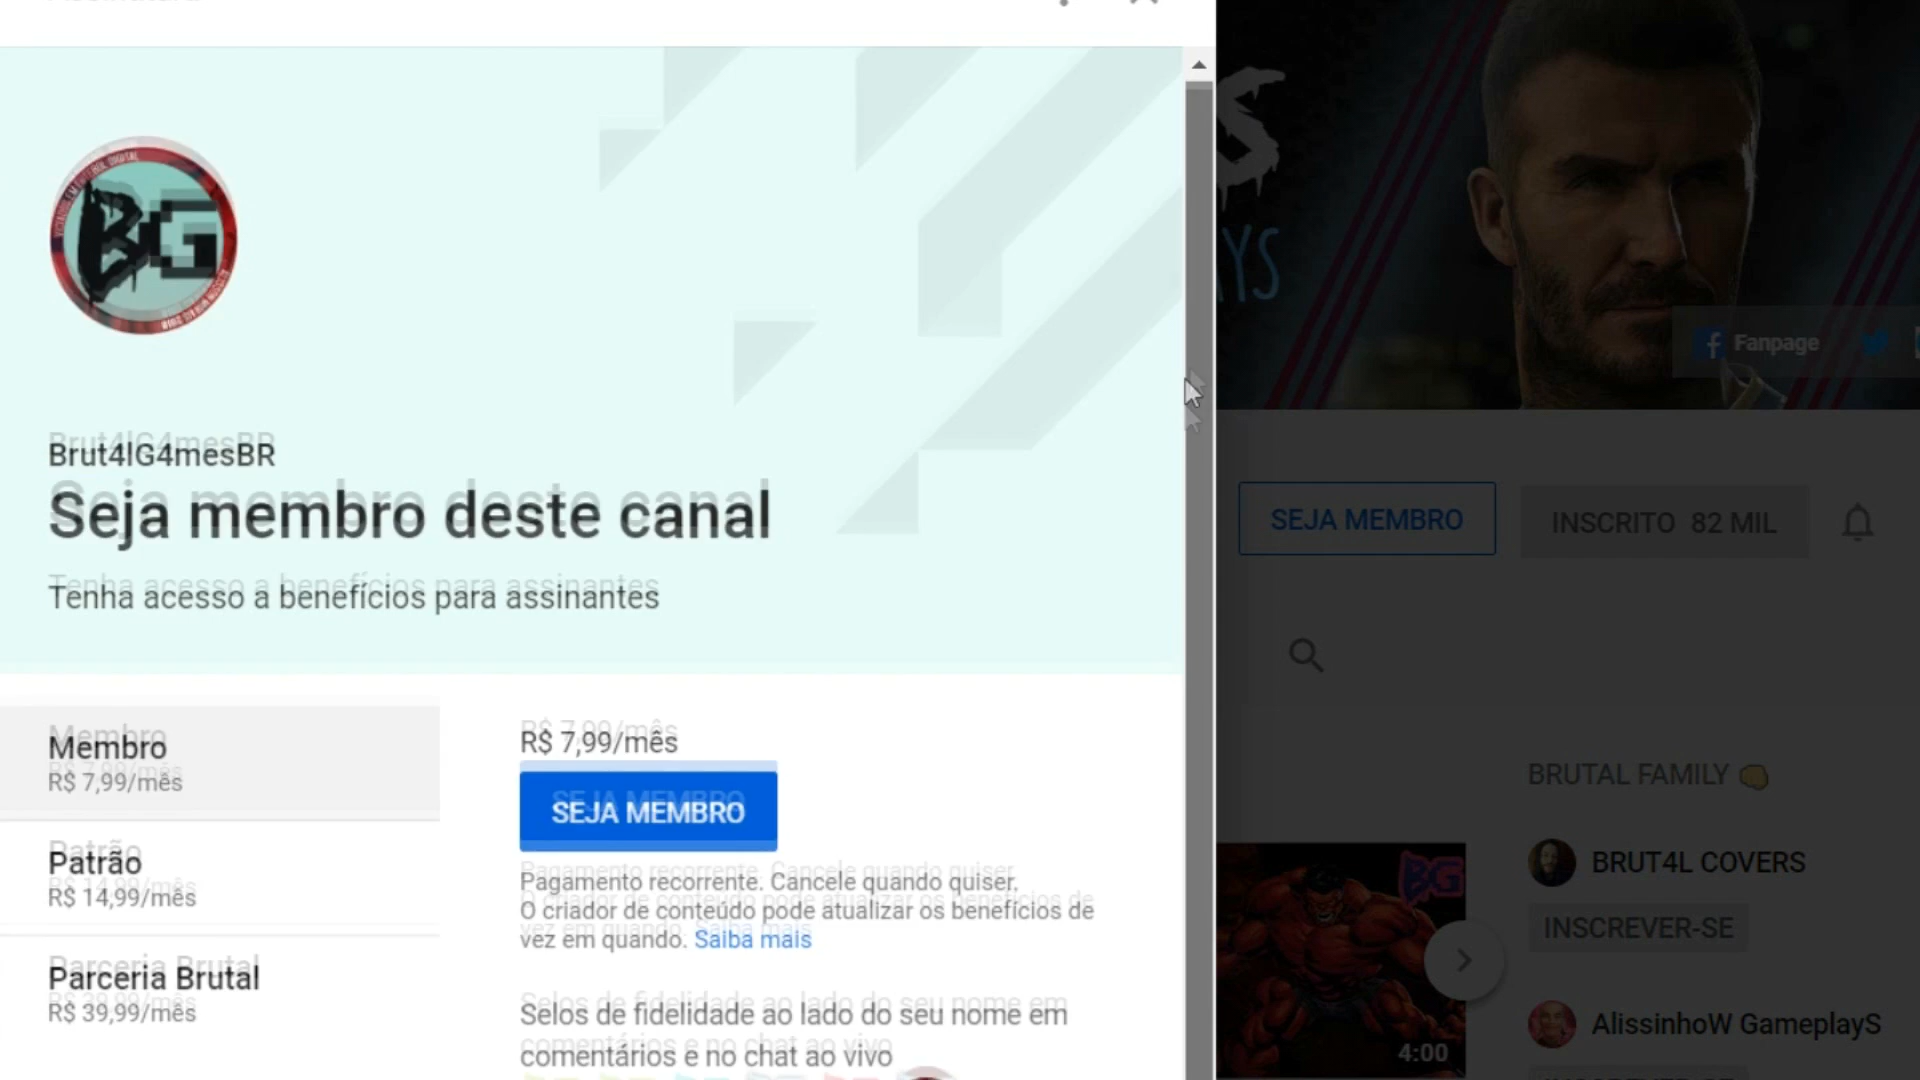 BG
Brut4lG4mesBR
Seja membro deste canal
Tenha acesso a benefícios para assinantes
Membro
R$ 7,99/mês
Patrão
R$ 14,99/mês
Parceria Brutal
R$ 39,99/mês
R$ 7,99/mês
SEJA MEMBRO
Pagamento recorrente. Cancele quando quiser.
O criador de conteúdo pode atualizar os benefícios de
vez em quando. Saiba mais
Selos de fidelidade ao lado do seu nome em
comentários e no chat ao vivo
Fanpage
SEJA MEMBRO
INSCRITO 82 MIL
BRUTAL FAMILY
BRUT4L COVERS
INSCREVER-SE
AlissinhoW GameplayS
BG
4:00